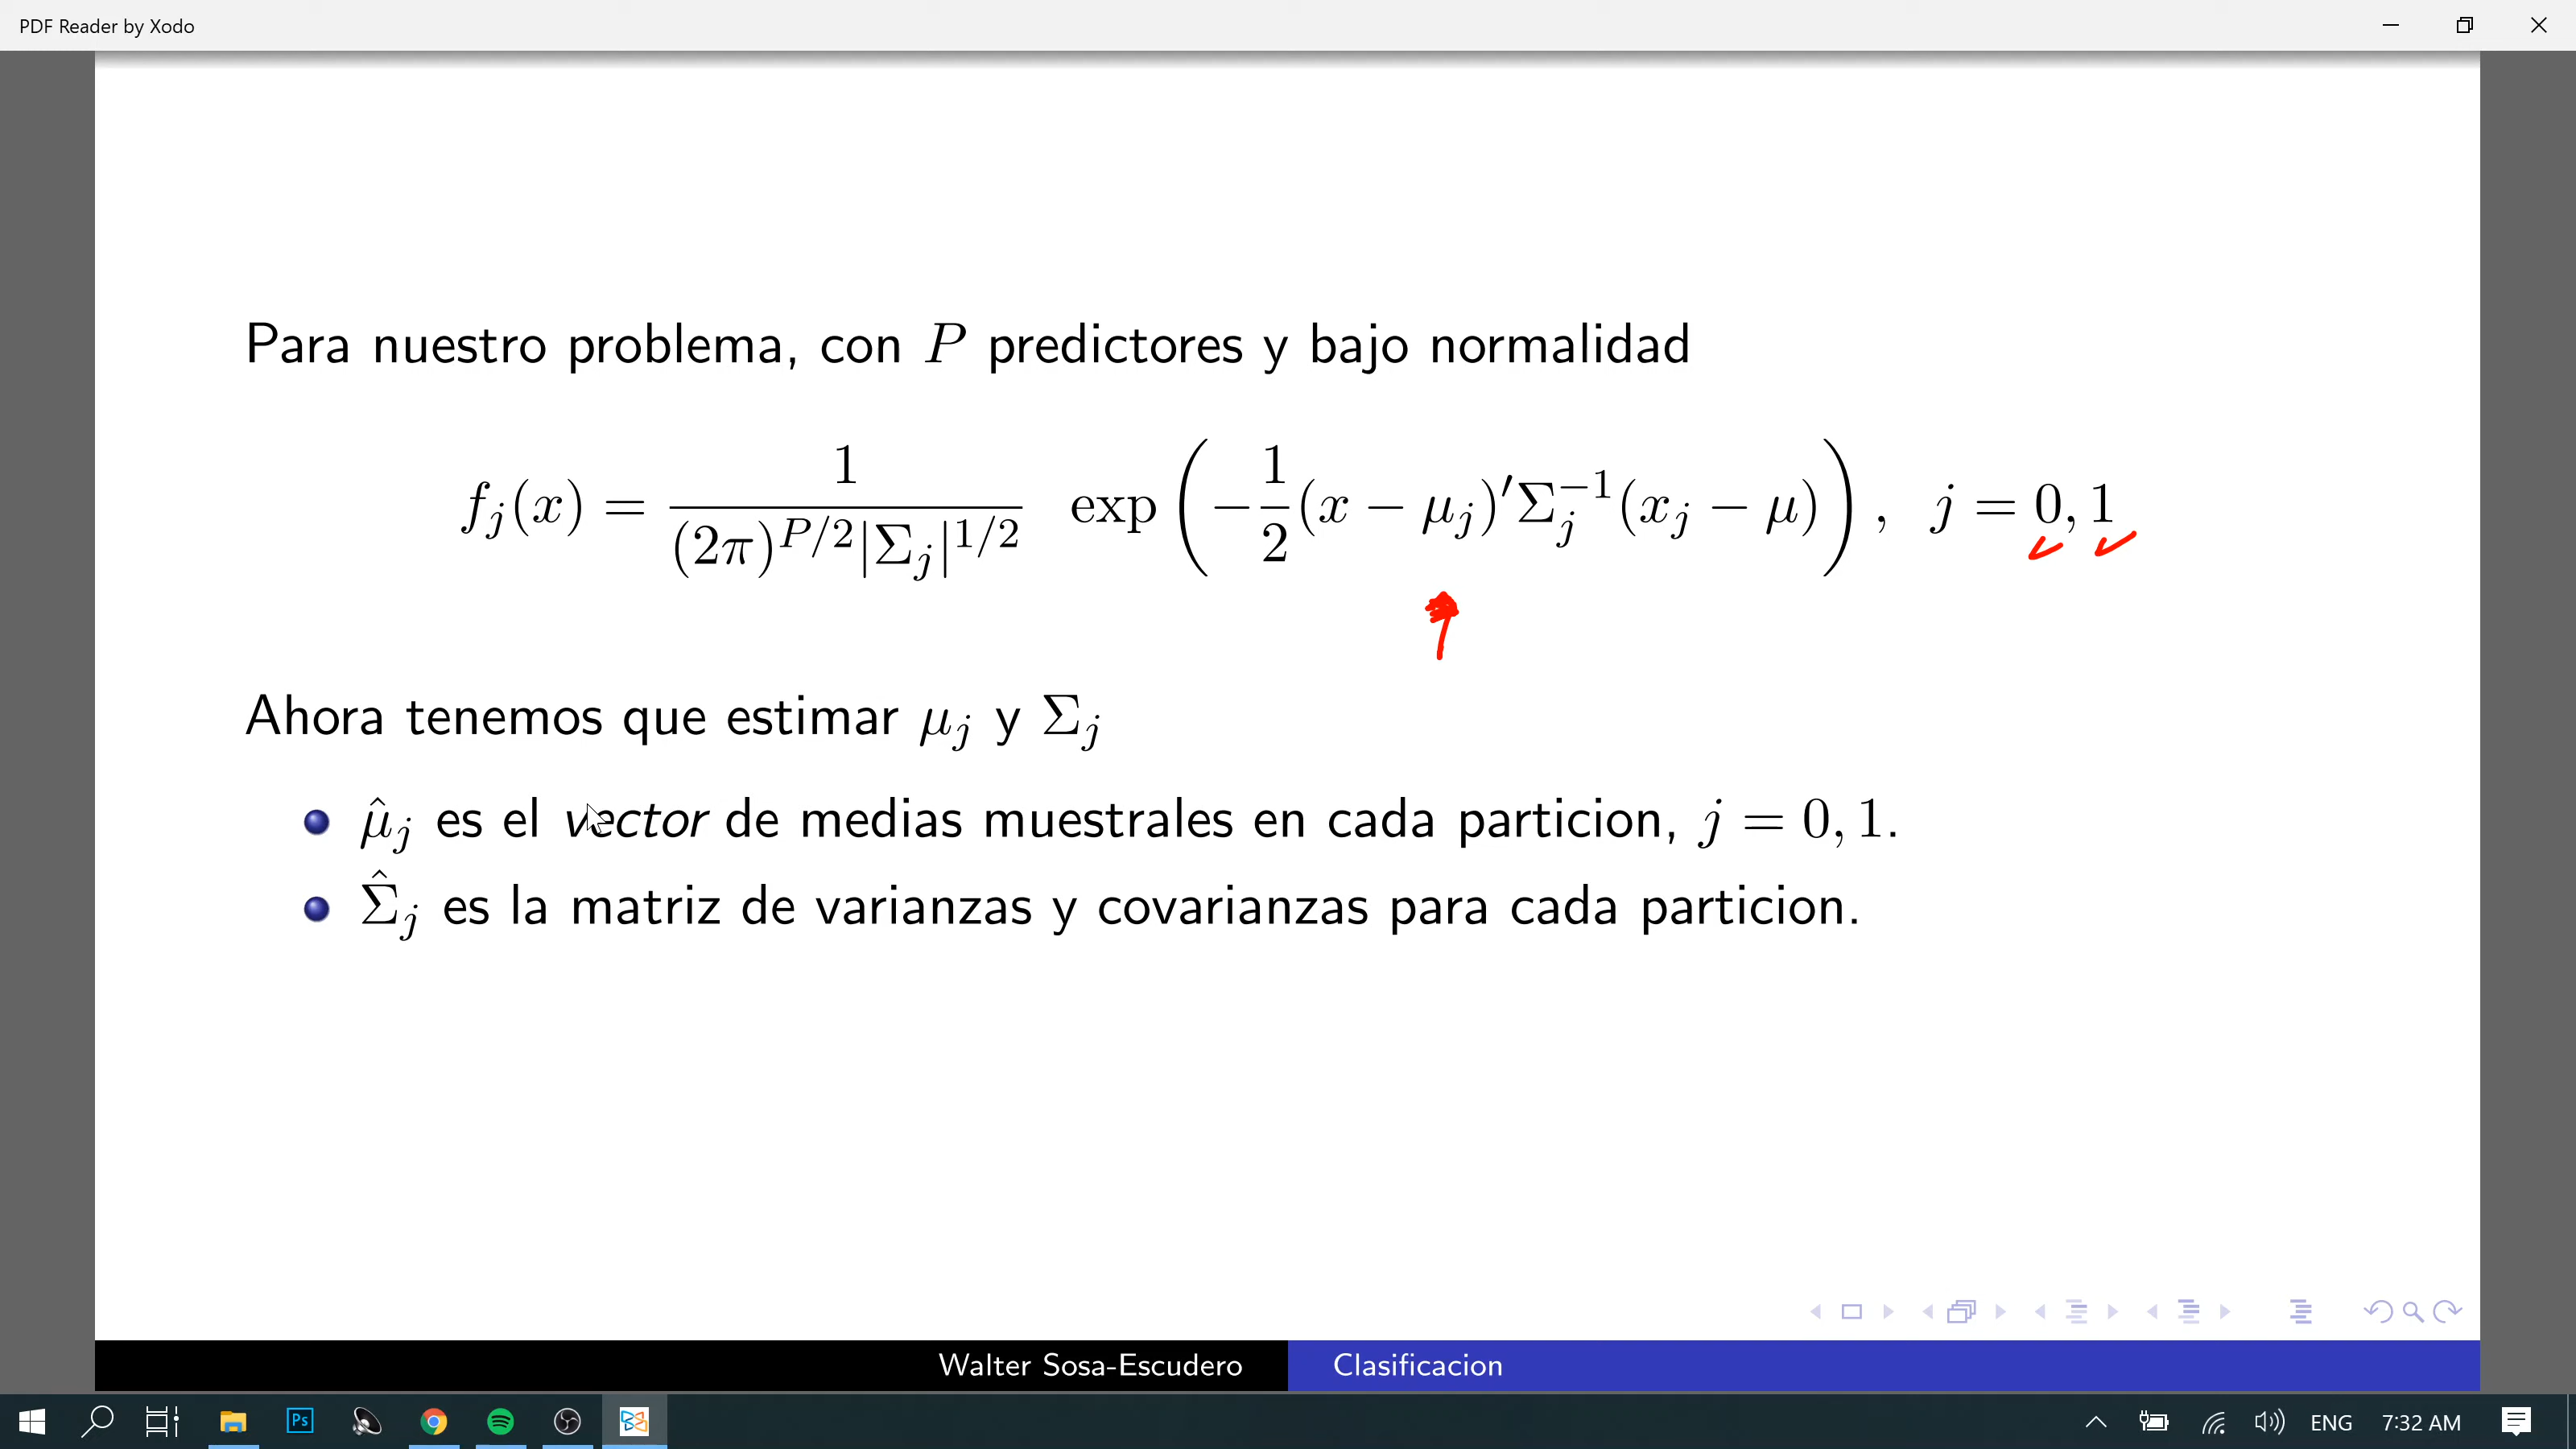 PDF Reader by Xodo
Para nuestro problema, con P predictores y bajo normalidad
f_j(x) = \frac{1}{(2π)^{P/2}|Σ_j|^{1/2}} exp(−\frac{1}{2}(x − μ_j)′Σ_j^{−1}(x_j − μ)), j = 0, 1
Ahora tenemos que estimar μ_j y Σ_j
μ̂_j es el vector de medias muestrales en cada particion, j = 0, 1.
Σ̂_j es la matriz de varianzas y covarianzas para cada particion.
Walter Sosa-Escudero Clasificacion
Ps ENG 7:32 AM